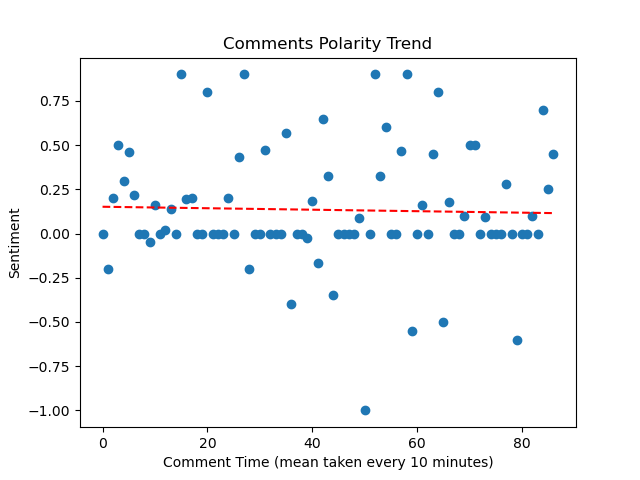 Comments Polarity Trend
0.75
0.50
0.25
0.00
−0.25
−0.50
−0.75
−1.00
Sentiment
0 20 40 60 80
Comment Time (mean taken every 10 minutes)